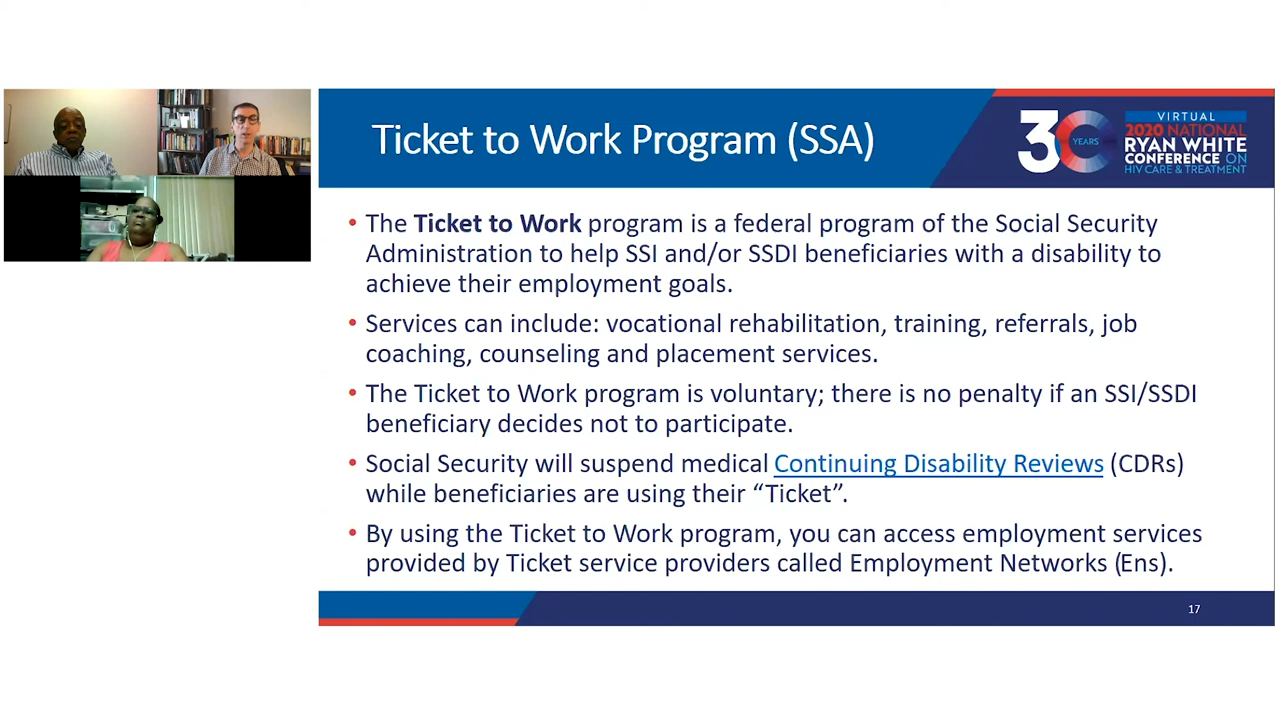 Ticket to Work Program (SSA)
30
YEARS
VIRTUAL
2020 NATIONAL
RYAN WHITE
CONFERENCE ON
HIV CARE & TREATMENT
• The Ticket to Work program is a federal program of the Social Security
Administration to help SSI and/or SSDI beneficiaries with a disability to
achieve their employment goals.
• Services can include: vocational rehabilitation, training, referrals, job
coaching, counseling and placement services.
• The Ticket to Work program is voluntary; there is no penalty if an SSI/SSDI
beneficiary decides not to participate.
• Social Security will suspend medical Continuing Disability Reviews (CDRs)
while beneficiaries are using their “Ticket”.
• By using the Ticket to Work program, you can access employment services
provided by Ticket service providers called Employment Networks (Ens).
17